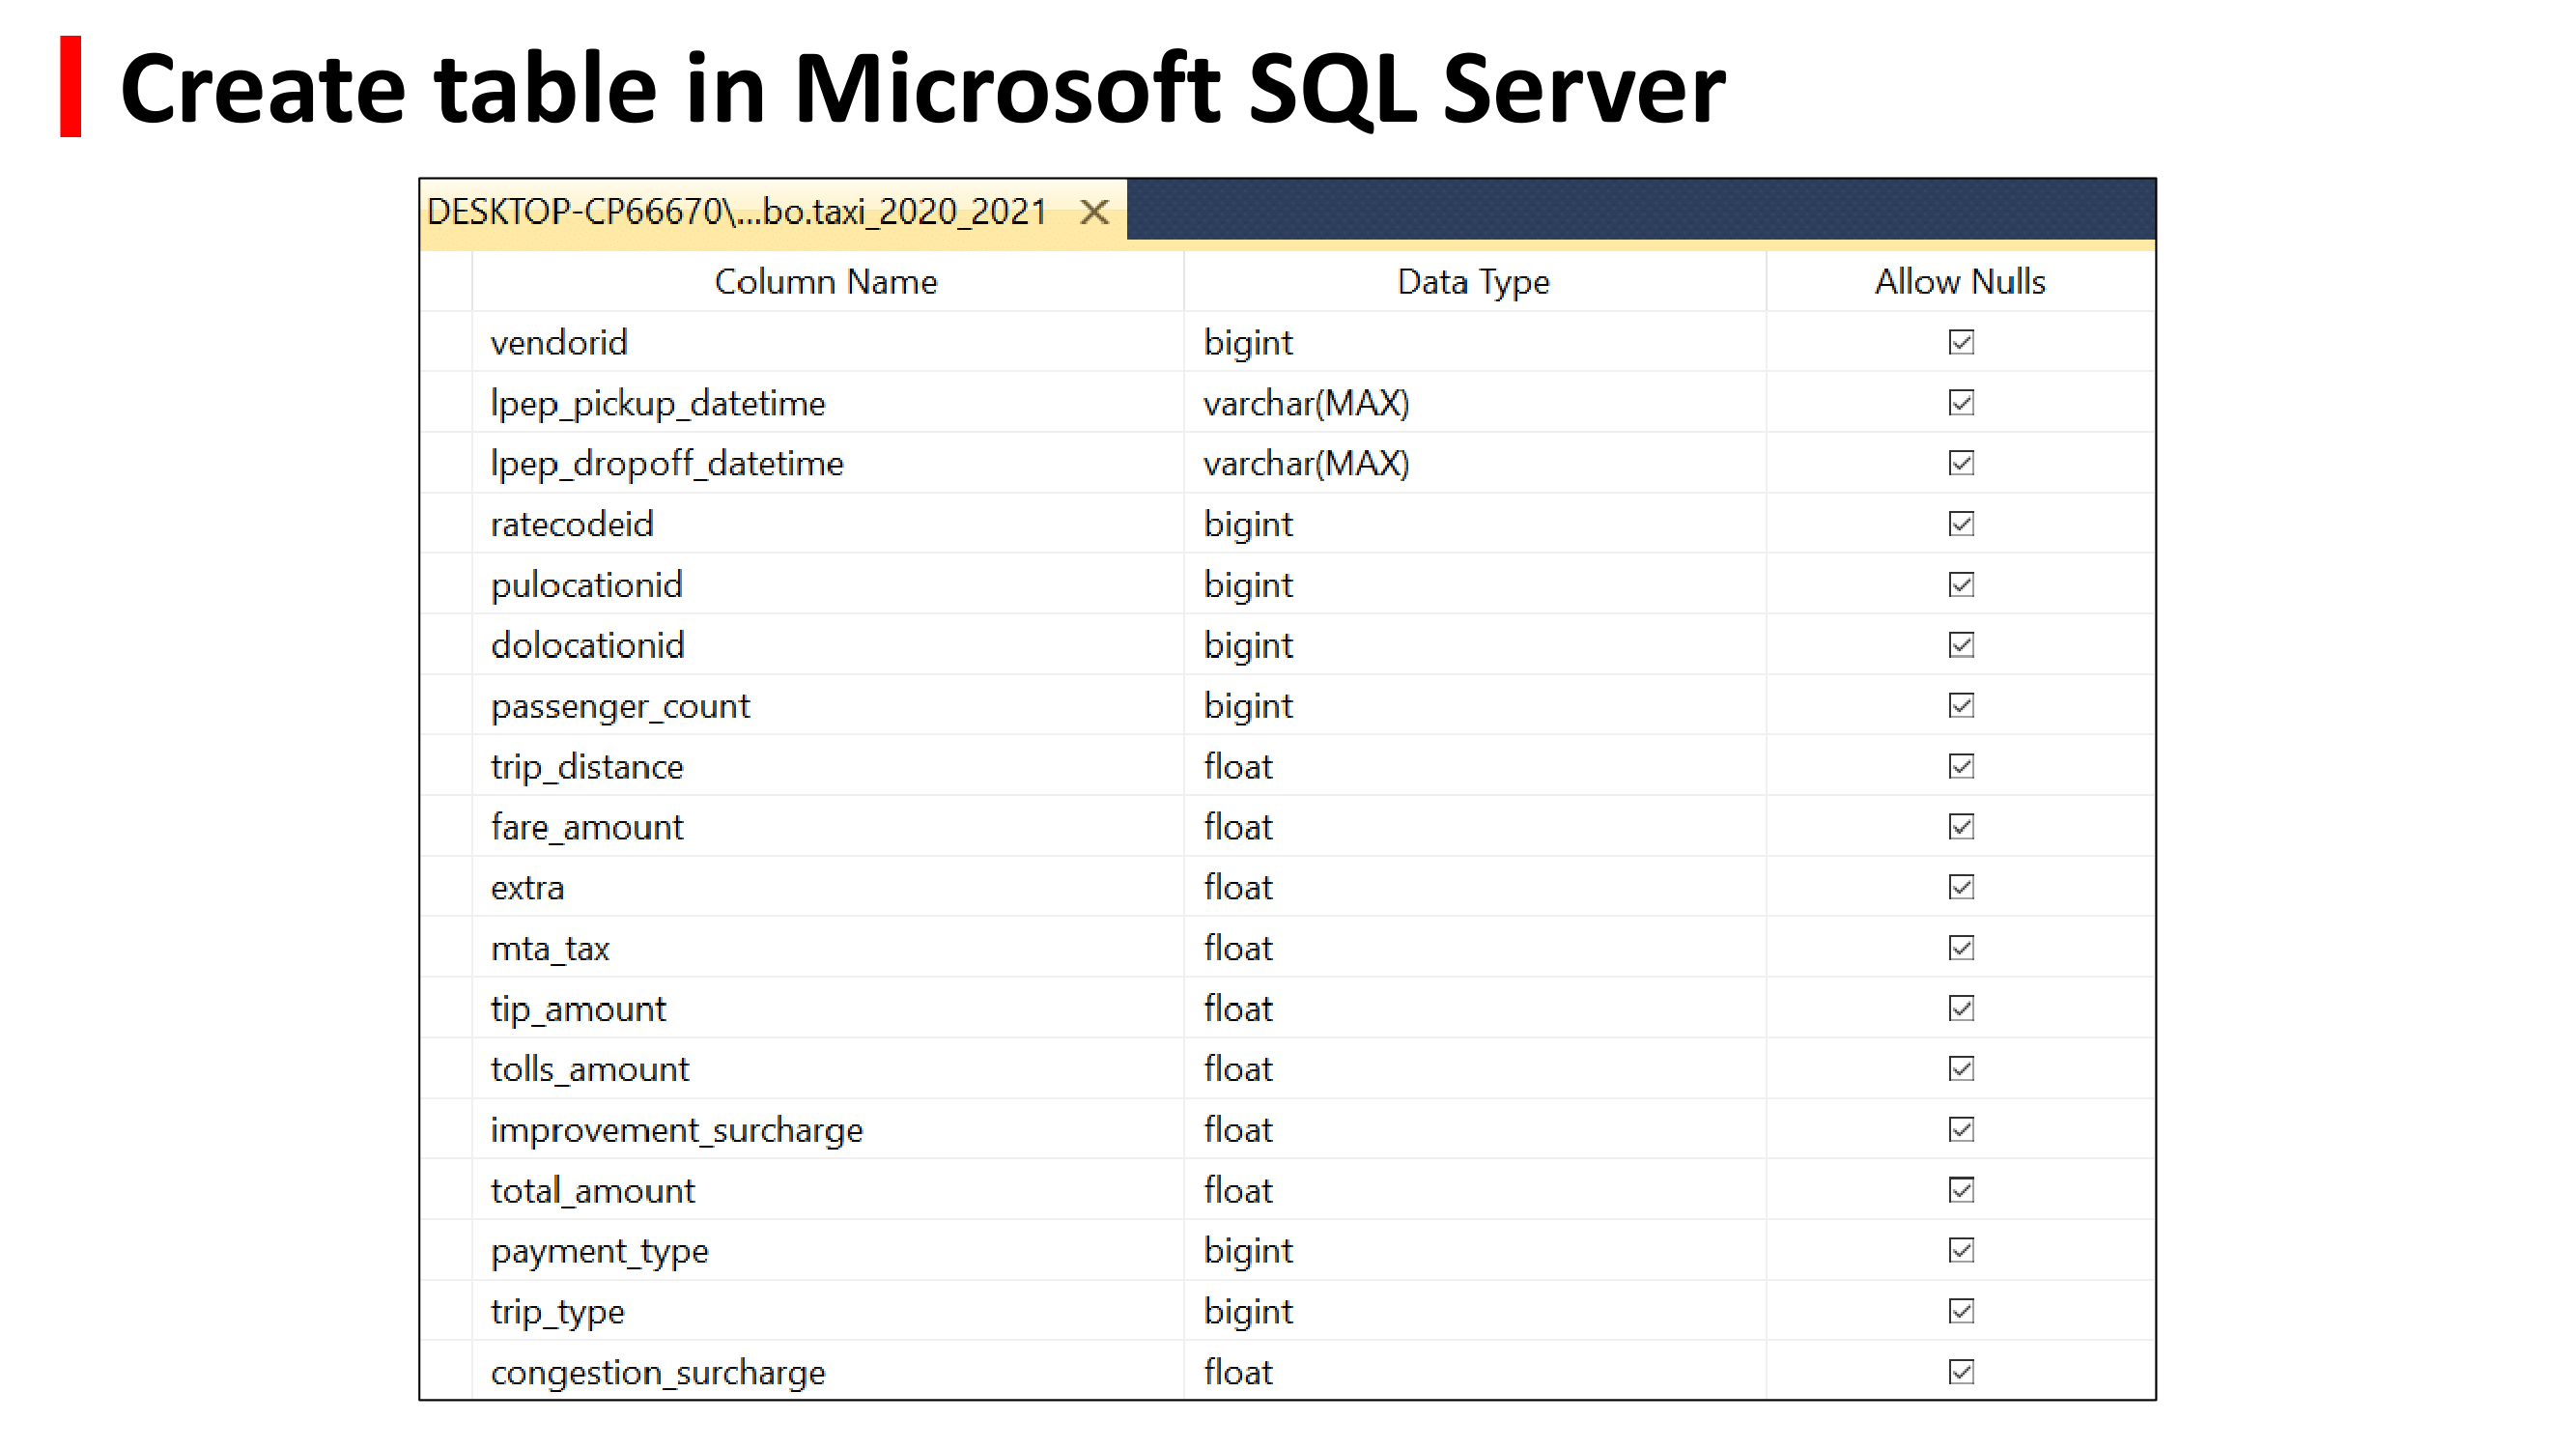 Create table in Microsoft SQL Server
DESKTOP-CP66670\...bo.taxi_2020_2021
Column Name Data Type Allow Nulls
vendorid bigint
lpep_pickup_datetime varchar(MAX)
lpep_dropoff_datetime varchar(MAX)
ratecodeid bigint
pulocationid bigint
dolocationid bigint
passenger_count bigint
trip_distance float
fare_amount float
extra float
mta_tax float
tip_amount float
tolls_amount float
improvement_surcharge float
total_amount float
payment_type bigint
trip_type bigint
congestion_surcharge float